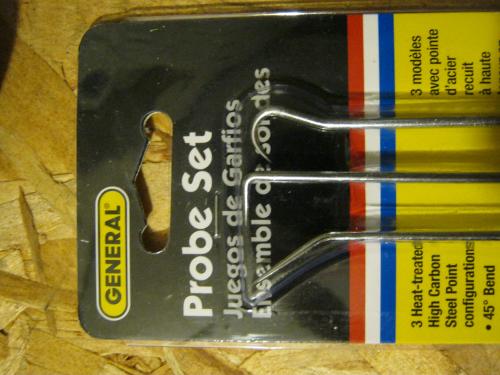 GENERAL
Probe Set
Juegos de Garfios
Ensemble de Sondes
3 Heat-treated
High Carbon
Steel Point
configurations
• 45° Bend
3 modèles
avec pointe
d'acier
recuit
à haute